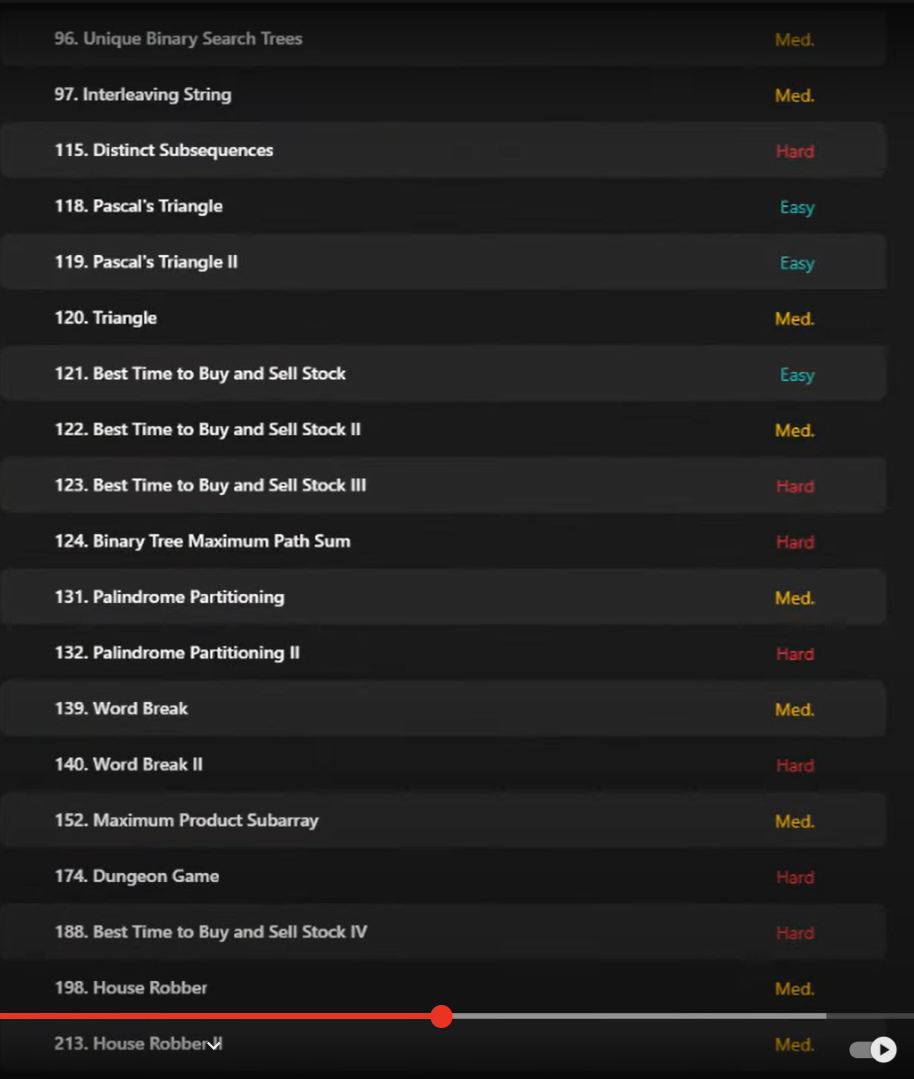 96. Unique Binary Search Trees Med.
97. Interleaving String Med.
115. Distinct Subsequences Hard
118. Pascal's Triangle Easy
119. Pascal's Triangle II Easy
120. Triangle Med.
121. Best Time to Buy and Sell Stock Easy
122. Best Time to Buy and Sell Stock II Med.
123. Best Time to Buy and Sell Stock III Hard
124. Binary Tree Maximum Path Sum Hard
131. Palindrome Partitioning Med.
132. Palindrome Partitioning II Hard
139. Word Break Med.
140. Word Break II Hard
152. Maximum Product Subarray Med.
174. Dungeon Game Hard
188. Best Time to Buy and Sell Stock IV Hard
198. House Robber Med.
213. House Robber II Med.